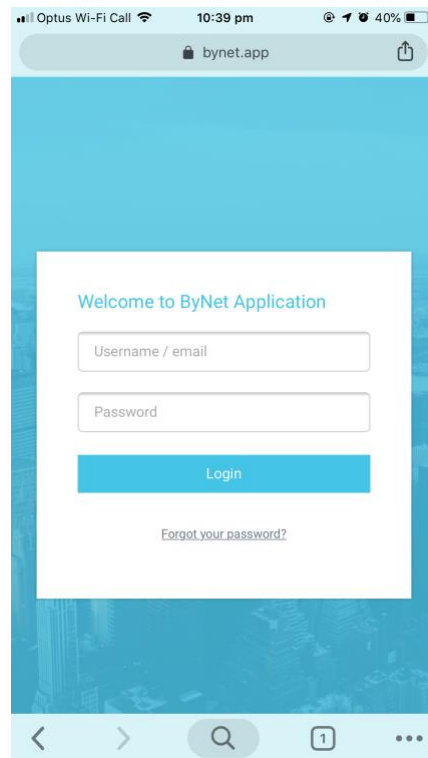 Optus Wi-Fi Call 10:39 pm 40%
bynet.app
Welcome to ByNet Application
Username / email
Password
Login
Forgot your password?
1